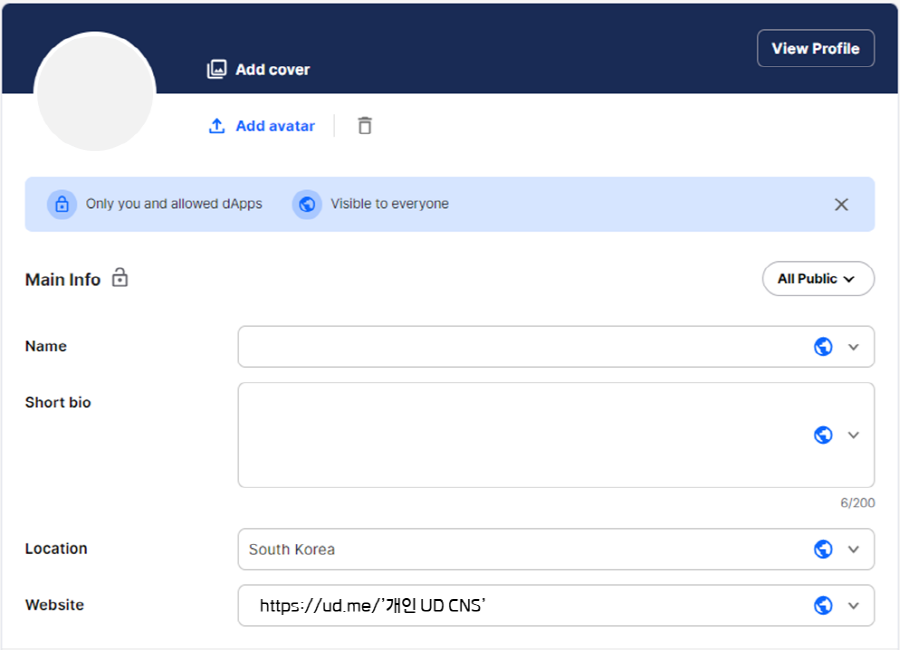 View Profile
Add cover
Add avatar
Only you and allowed dApps
Visible to everyone
Main Info
All Public
Name
Short bio
6/200
Location
South Korea
Website
https://ud.me/'개인 UD CNS'